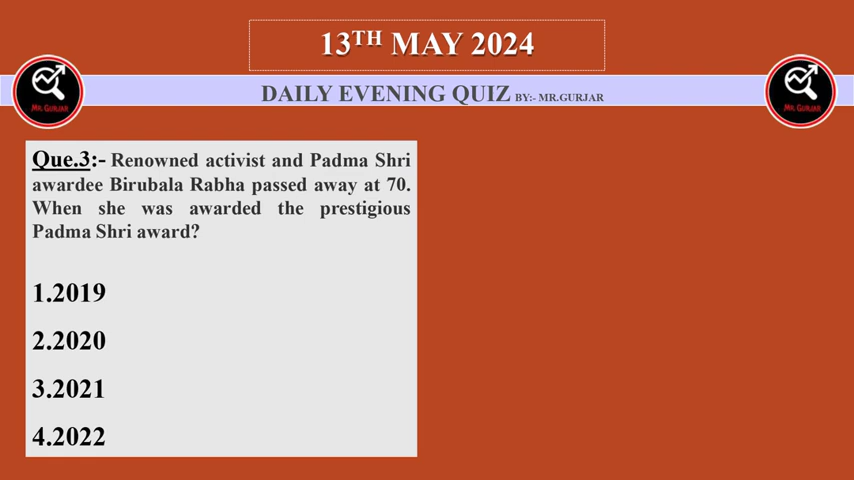 13TH MAY 2024
DAILY EVENING QUIZ BY:- MR.GURJAR
MR. GURJAR
MR. GURJAR
Que.3:- Renowned activist and Padma Shri
awardee Birubala Rabha passed away at 70.
When she was awarded the prestigious
Padma Shri award?
1.2019
2.2020
3.2021
4.2022